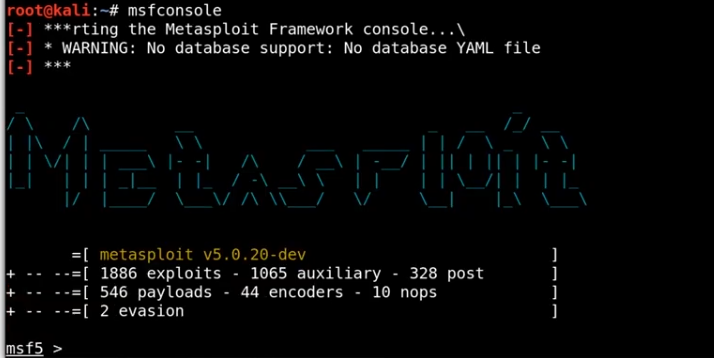 root@kali:~# msfconsole
[-] ***rting the Metasploit Framework console...\
[-] * WARNING: No database support: No database YAML file
[-] ***
Metasploit
=[ metasploit v5.0.20-dev ]
+ -- --=[ 1886 exploits - 1065 auxiliary - 328 post ]
+ -- --=[ 546 payloads - 44 encoders - 10 nops ]
+ -- --=[ 2 evasion ]
msf5 >